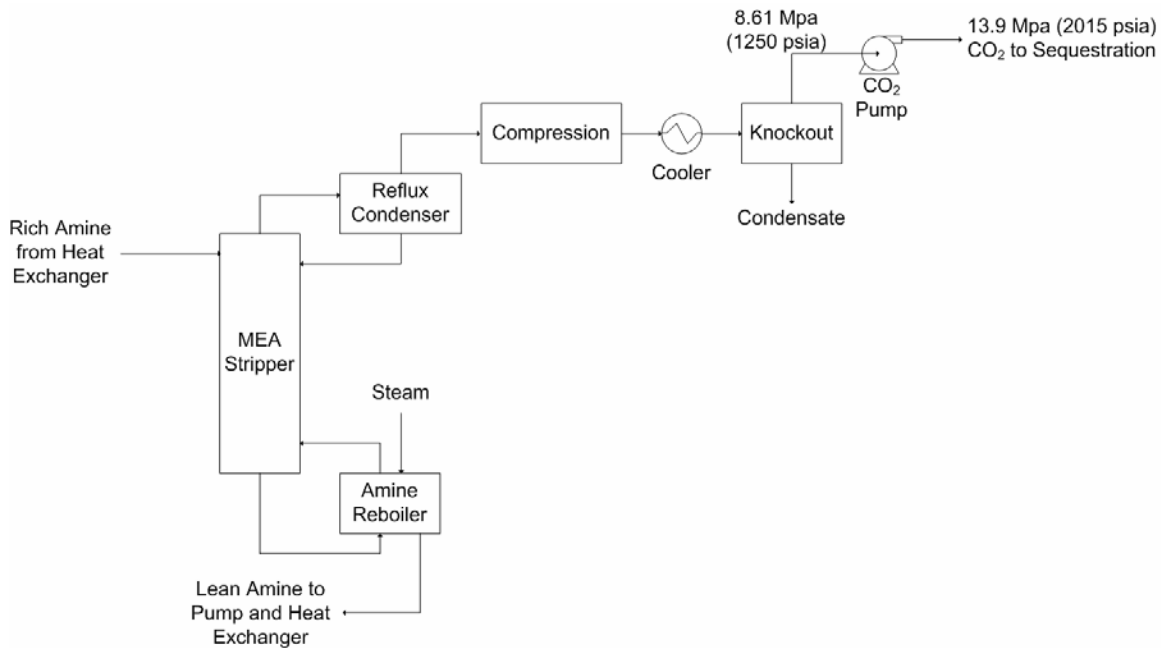 8.61 Mpa
(1250 psia)
13.9 Mpa (2015 psia)
CO₂ to Sequestration
CO₂
Pump
Compression
Cooler
Knockout
Condensate
Reflux
Condenser
Rich Amine
from Heat
Exchanger
MEA
Stripper
Steam
Amine
Reboiler
Lean Amine to
Pump and Heat
Exchanger